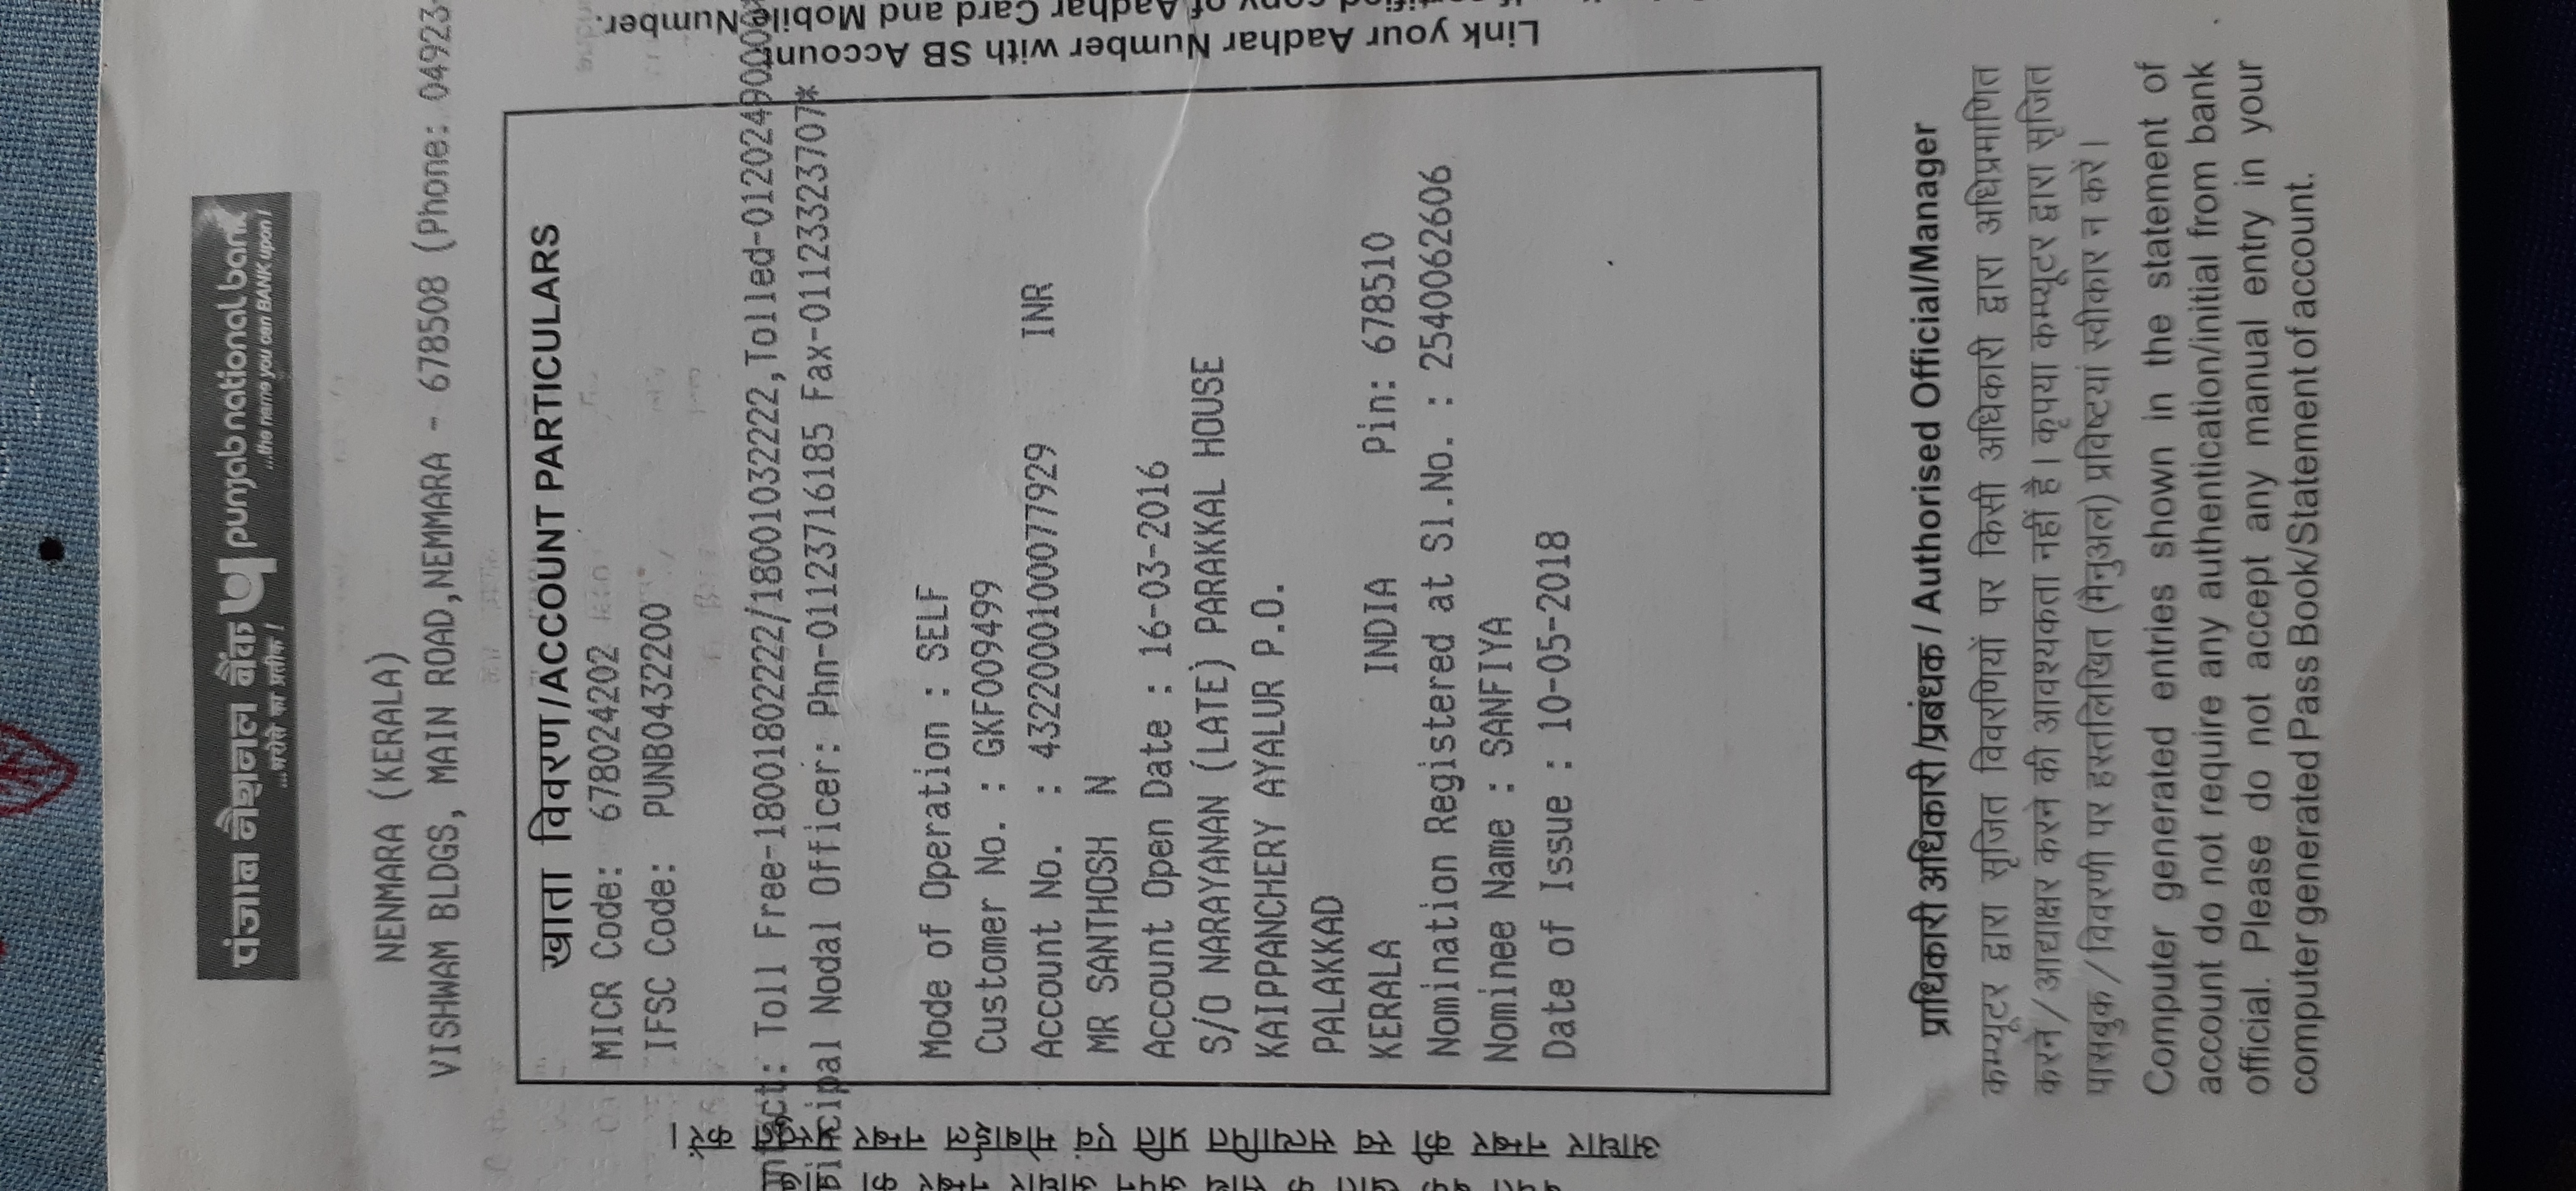 पंजाब नैशनल बैंक punjab national bank
...भरोसे का प्रतीक ! ...the name you can BANK upon !
NENMARA (KERALA)
VISHWAM BLDGS, MAIN ROAD,NEMMARA - 678508 (Phone: 04923-
खाता विवरण/ACCOUNT PARTICULARS
MICR Code: 678024202
IFSC Code: PUNB0432200
Toll Free-18001802222/18001032222,Tolled-01202490000*
Nodal Officer: Phn-01123716185 Fax-01123323707*
Mode of Operation : SELF
Customer No. : GKF009499
Account No. : 4322000100077929 INR
MR SANTHOSH N
Account Open Date : 16-03-2016
S/O NARAYANAN (LATE) PARAKKAL HOUSE
KAIPPANCHERY AYALUR P.O.
PALAKKAD
KERALA INDIA Pin: 678510
Nomination Registered at Sl.No. : 2540062606
Nominee Name : SANFIYA
Date of Issue : 10-05-2018
प्राधिकारी अधिकारी /प्रबंधक / Authorised Official/Manager
कम्प्यूटर द्वारा सृजित विवरणियों पर किसी अधिकारी द्वारा अधिप्रमाणित
करने / आद्याक्षर करने की आवश्यकता नहीं है। कृपया कम्प्यूटर द्वारा सृजित
पासबुक / विवरणी पर हस्तलिखित (मैनुअल) प्रविष्टियां स्वीकार न करें।
Computer generated entries shown in the statement of
account do not require any authentication/initial from bank
official. Please do not accept any manual entry in your
computer generated Pass Book/Statement of account.
आधार नम्बर की स्व सत्यापित प्रति एवं मोबाईल नम्बर प्रस्तुत करें।
Link your Aadhar Number with SB Account
copy of Aadhar Card and Mobile Number.